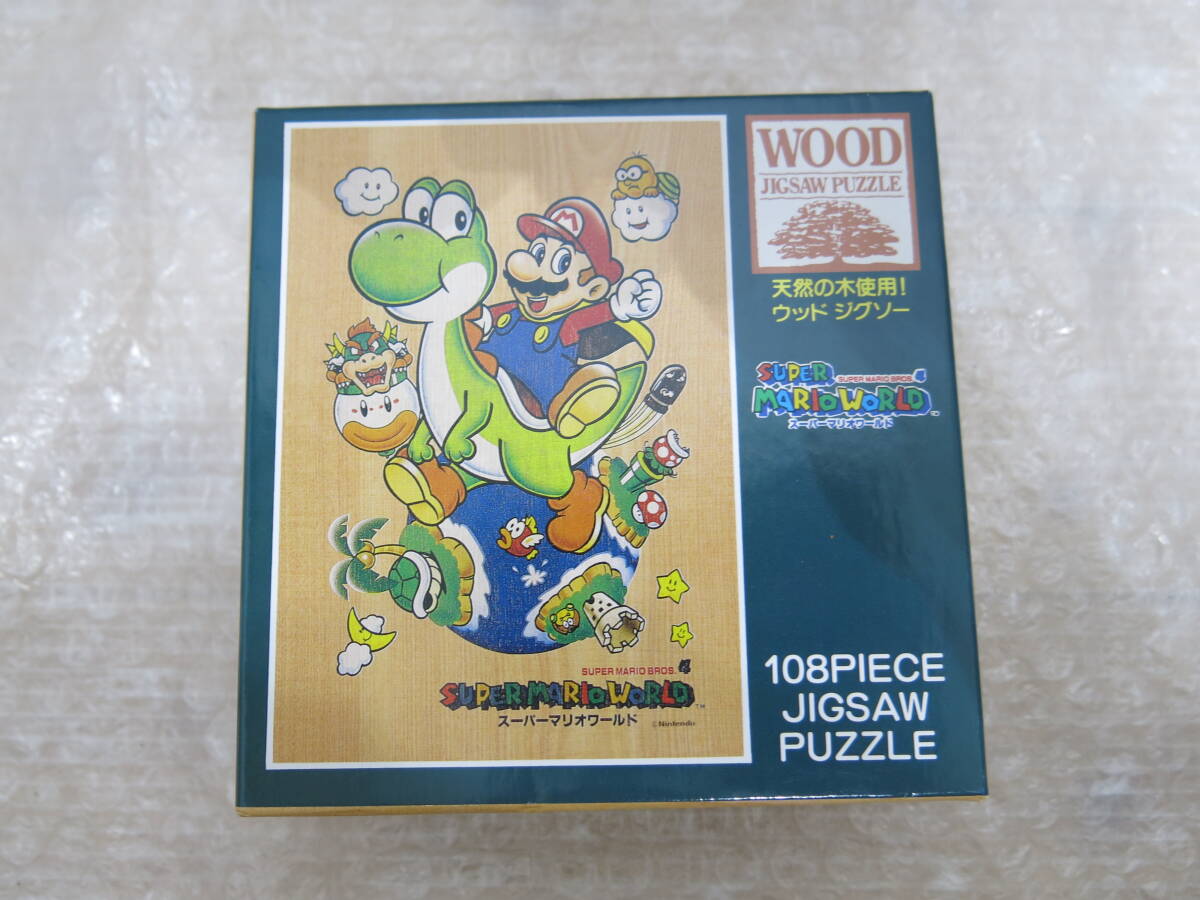 M
SUPER MARIO BROS. 4
SUPER MARIO WORLD™
スーパーマリオワールド
©Nintendo
WOOD
JIGSAW PUZZLE
天然の木使用!
ウッド ジグソー
SUPER
SUPER MARIO BROS. 4
MARIO WORLD™
スーパーマリオワールド
108PIECE
JIGSAW
PUZZLE